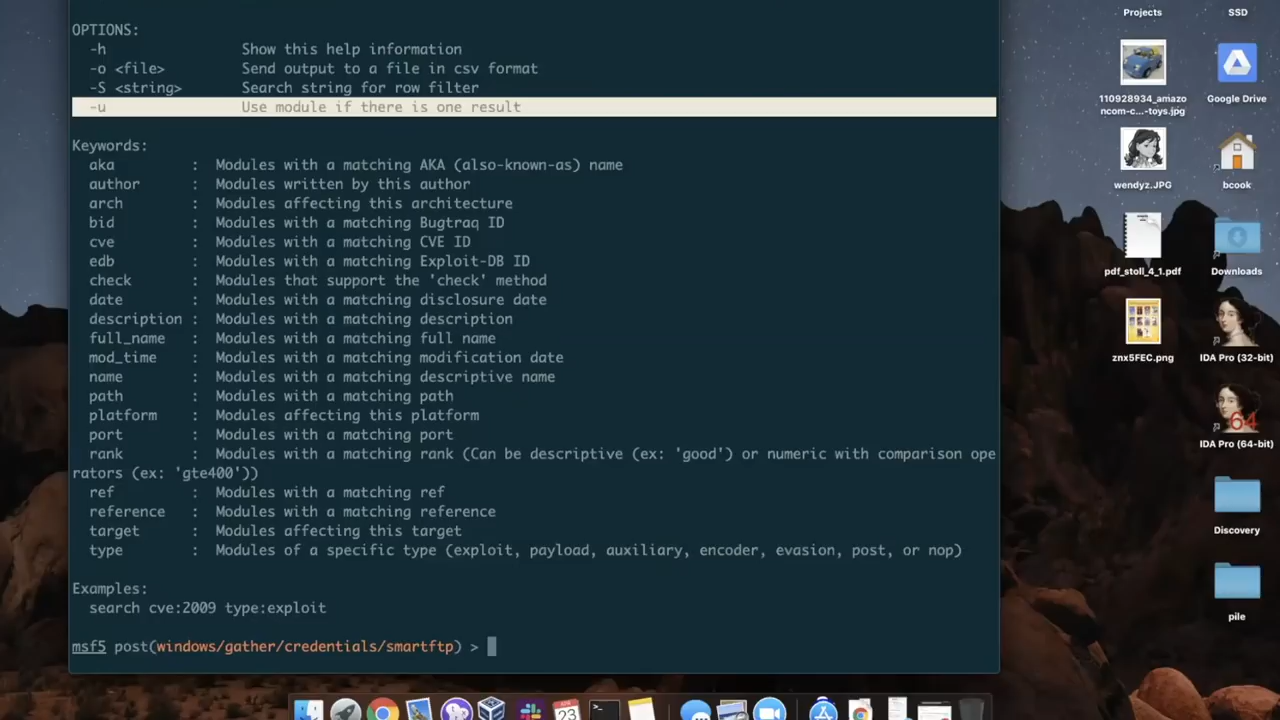 OPTIONS:
-h Show this help information
-o <file> Send output to a file in csv format
-S <string> Search string for row filter
-u Use module if there is one result
Keywords:
aka : Modules with a matching AKA (also-known-as) name
author : Modules written by this author
arch : Modules affecting this architecture
bid : Modules with a matching Bugtraq ID
cve : Modules with a matching CVE ID
edb : Modules with a matching Exploit-DB ID
check : Modules that support the 'check' method
date : Modules with a matching disclosure date
description : Modules with a matching description
full_name : Modules with a matching full name
mod_time : Modules with a matching modification date
name : Modules with a matching descriptive name
path : Modules with a matching path
platform : Modules affecting this platform
port : Modules with a matching port
rank : Modules with a matching rank (Can be descriptive (ex: 'good') or numeric with comparison ope
rators (ex: 'gte400'))
ref : Modules with a matching ref
reference : Modules with a matching reference
target : Modules affecting this target
type : Modules of a specific type (exploit, payload, auxiliary, encoder, evasion, post, or nop)
Examples:
search cve:2009 type:exploit
msf5 post(windows/gather/credentials/smartftp) >
Projects
SSD
110928934_amazo
ncom-c...-toys.jpg
Google Drive
wendyz.JPG
bcook
pdf_stoll_4_1.pdf
Downloads
znx5FEC.png
IDA Pro (32-bit)
64
IDA Pro (64-bit)
Discovery
pile
23